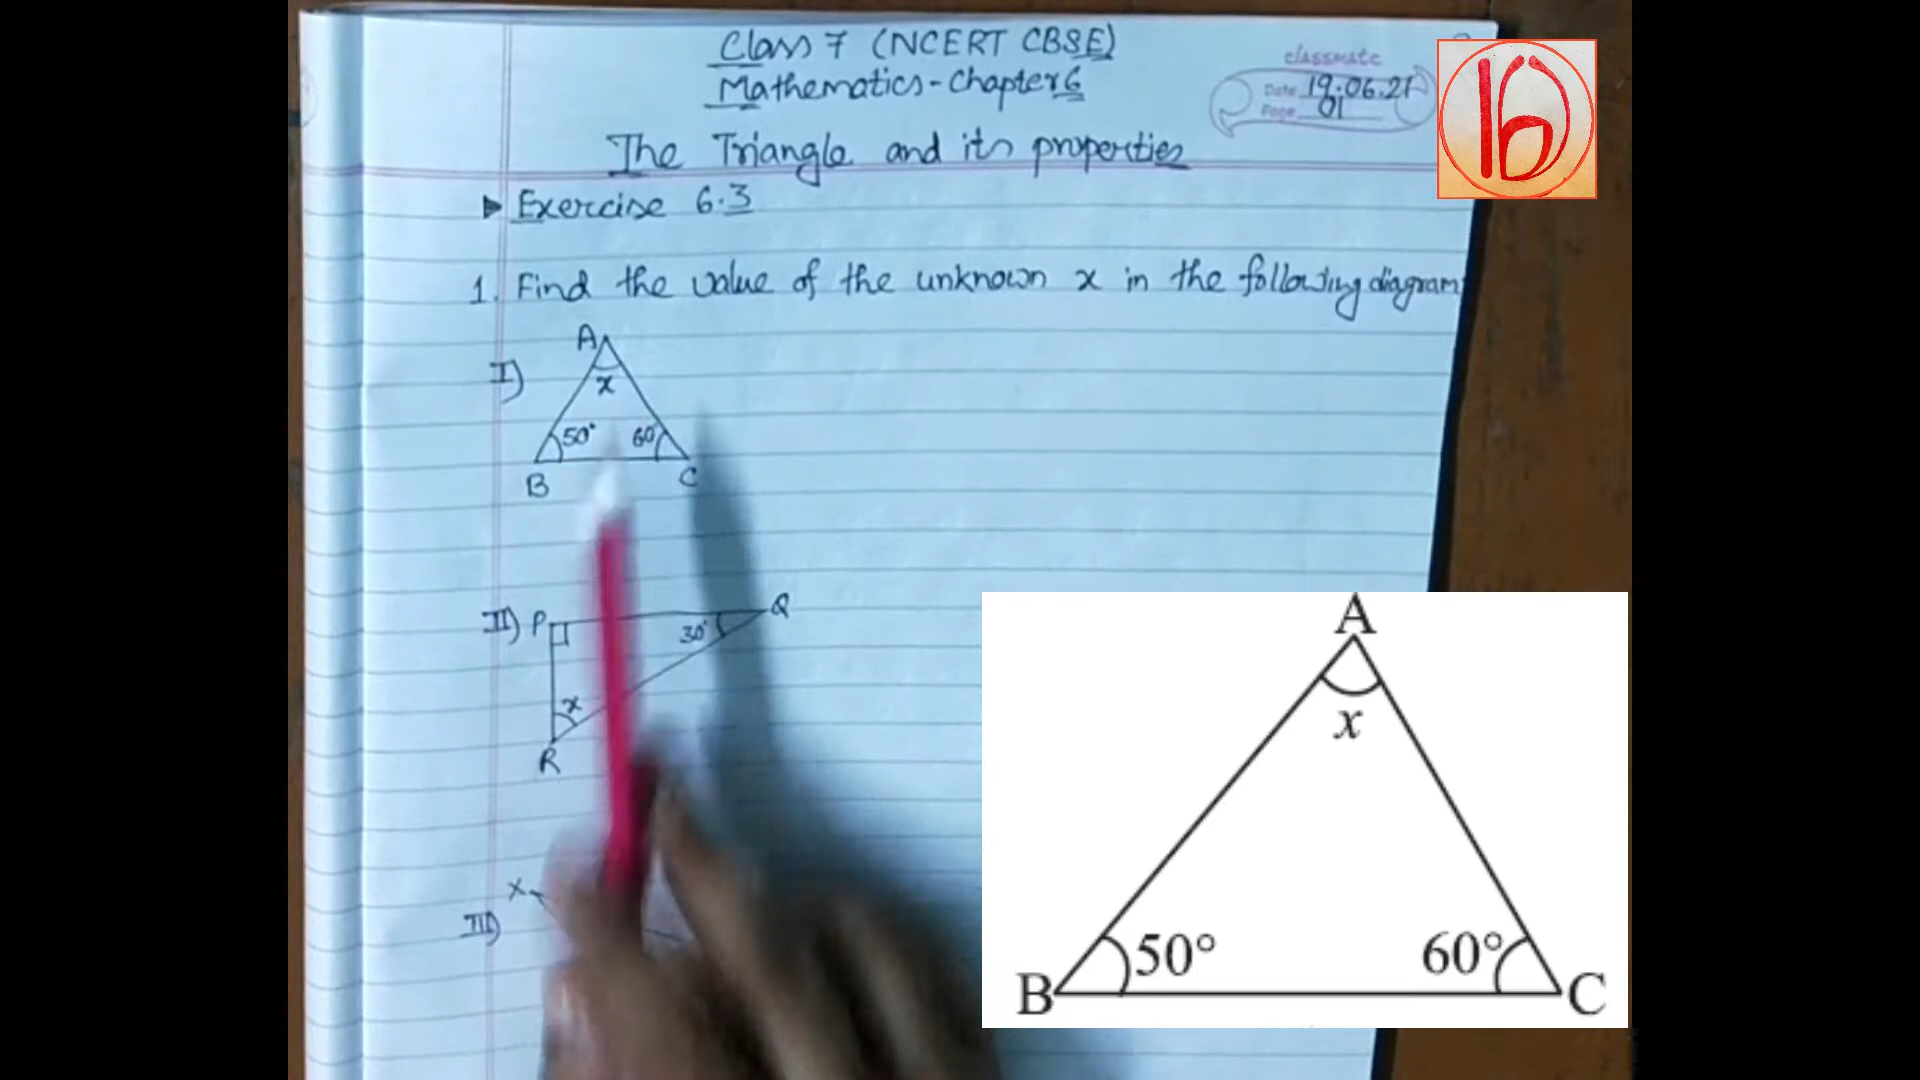 Class 7 (NCERT CBSE)
Mathematics - Chapter 6
classmate
Date 19.06.21
Page 01
The Triangle and its properties
▶ Exercise 6.3
1. Find the value of the unknown x in the following diagram
I)
A
x
50° 60°
B C
II) P Q
30°
x
R
III) x
A
x
50° 60°
B C